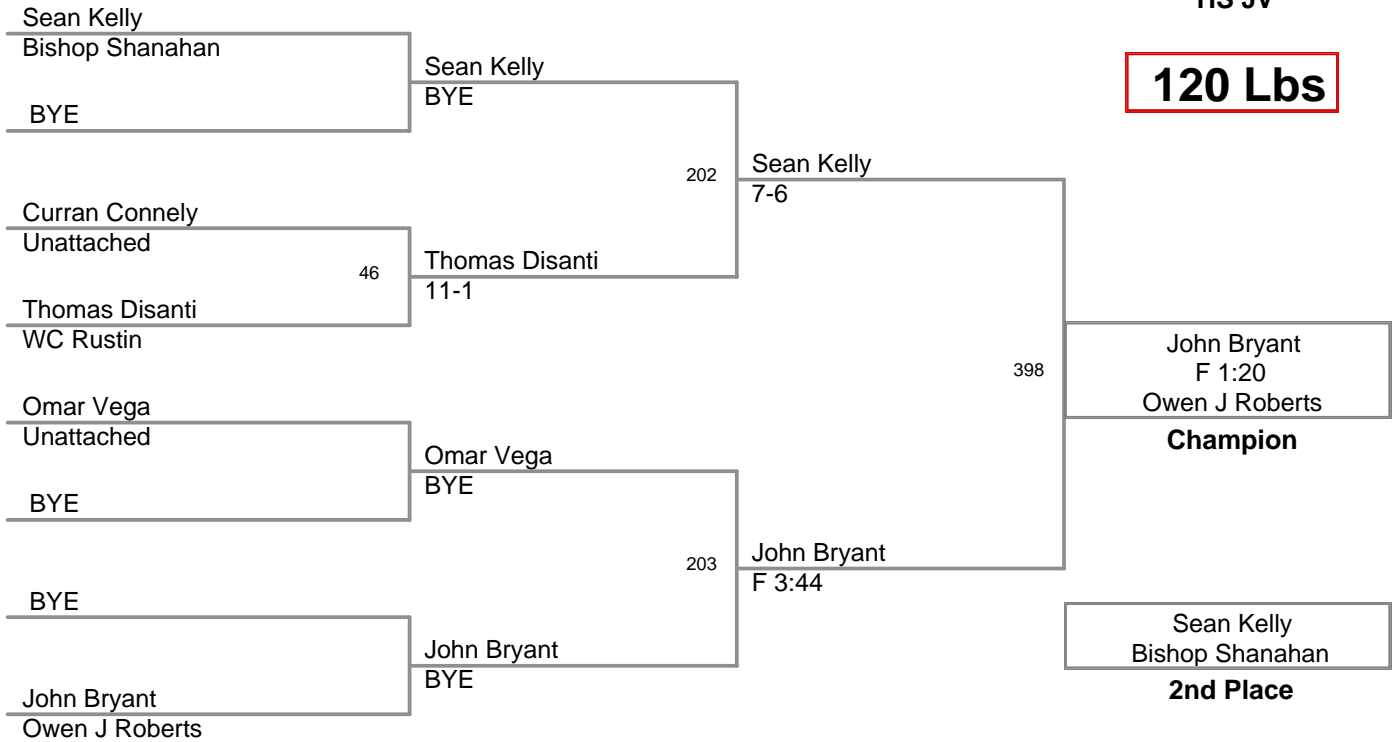 HS JV
120 Lbs
Sean Kelly
Bishop Shanahan
BYE
Curran Connely
Unattached
46
Thomas Disanti
WC Rustin
Omar Vega
Unattached
BYE
BYE
John Bryant
Owen J Roberts
Sean Kelly
BYE
202
Thomas Disanti
11-1
Omar Vega
BYE
203
John Bryant
BYE
Sean Kelly
7-6
398
John Bryant
F 3:44
John Bryant
F 1:20
Owen J Roberts
Champion
Sean Kelly
Bishop Shanahan
2nd Place